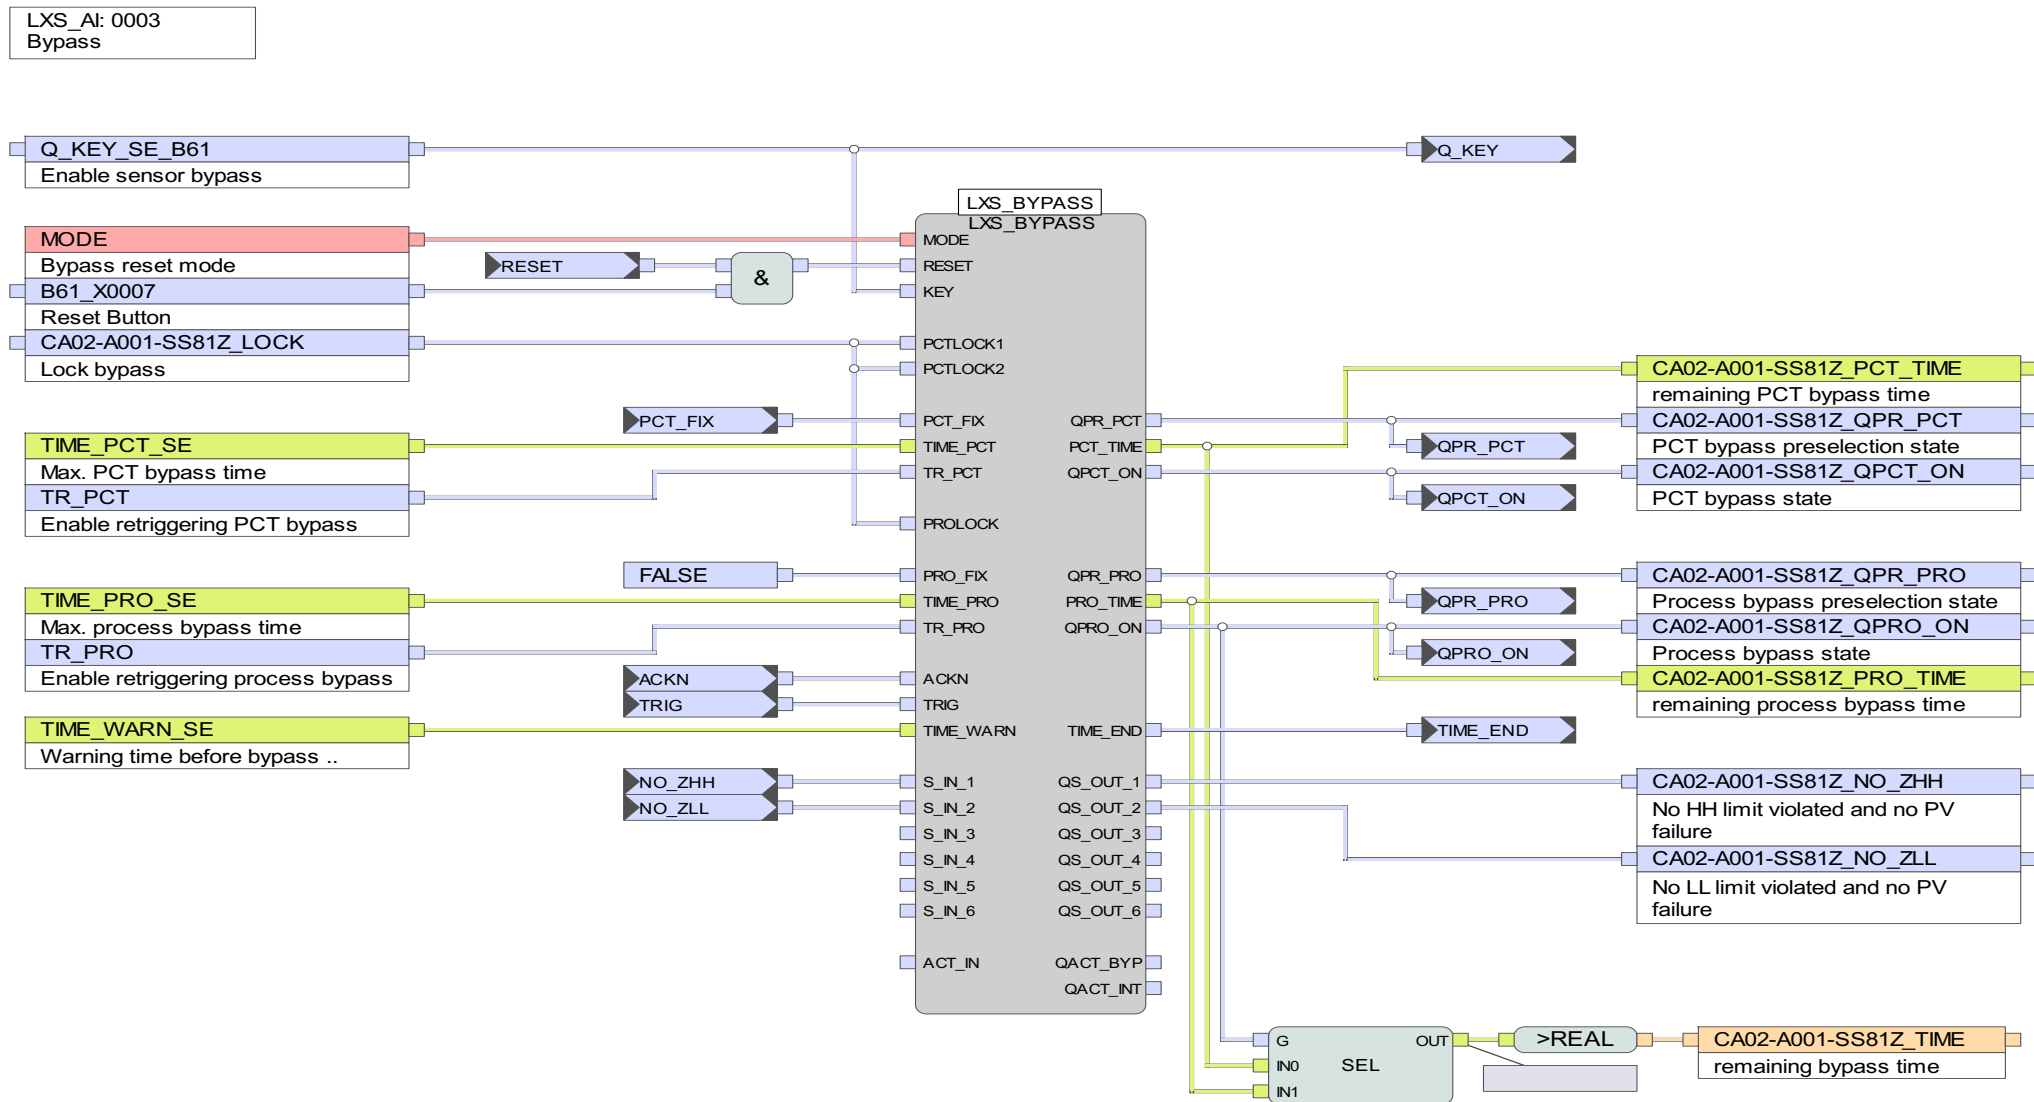 LXS_AI: 0003
Bypass
Q_KEY_SE_B61
Enable sensor bypass
Q_KEY
LXS_BYPASS
LXS_BYPASS
MODE
Bypass reset mode
B61_X0007
Reset Button
CA02-A001-SS81Z_LOCK
Lock bypass
RESET
&
MODE
RESET
KEY
PCTLOCK1
PCTLOCK2
PCT_FIX
TIME_PCT_SE
Max. PCT bypass time
TR_PCT
Enable retriggering PCT bypass
PCT_FIX
TIME_PCT
TR_PCT
PROLOCK
QPR_PCT
PCT_TIME
QPCT_ON
QPR_PCT
QPCT_ON
CA02-A001-SS81Z_PCT_TIME
remaining PCT bypass time
CA02-A001-SS81Z_QPR_PCT
PCT bypass preselection state
CA02-A001-SS81Z_QPCT_ON
PCT bypass state
FALSE
TIME_PRO_SE
Max. process bypass time
TR_PRO
Enable retriggering process bypass
PRO_FIX
TIME_PRO
TR_PRO
QPR_PRO
PRO_TIME
QPRO_ON
QPR_PRO
QPRO_ON
CA02-A001-SS81Z_QPR_PRO
Process bypass preselection state
CA02-A001-SS81Z_QPRO_ON
Process bypass state
CA02-A001-SS81Z_PRO_TIME
remaining process bypass time
ACKN
TRIG
ACKN
TRIG
TIME_WARN_SE
Warning time before bypass ..
TIME_WARN
TIME_END
TIME_END
NO_ZHH
NO_ZLL
S_IN_1
S_IN_2
S_IN_3
S_IN_4
S_IN_5
S_IN_6
QS_OUT_1
QS_OUT_2
QS_OUT_3
QS_OUT_4
QS_OUT_5
QS_OUT_6
CA02-A001-SS81Z_NO_ZHH
No HH limit violated and no PV
failure
CA02-A001-SS81Z_NO_ZLL
No LL limit violated and no PV
failure
ACT_IN
QACT_BYP
QACT_INT
G
IN0
IN1
SEL
OUT
>REAL
CA02-A001-SS81Z_TIME
remaining bypass time